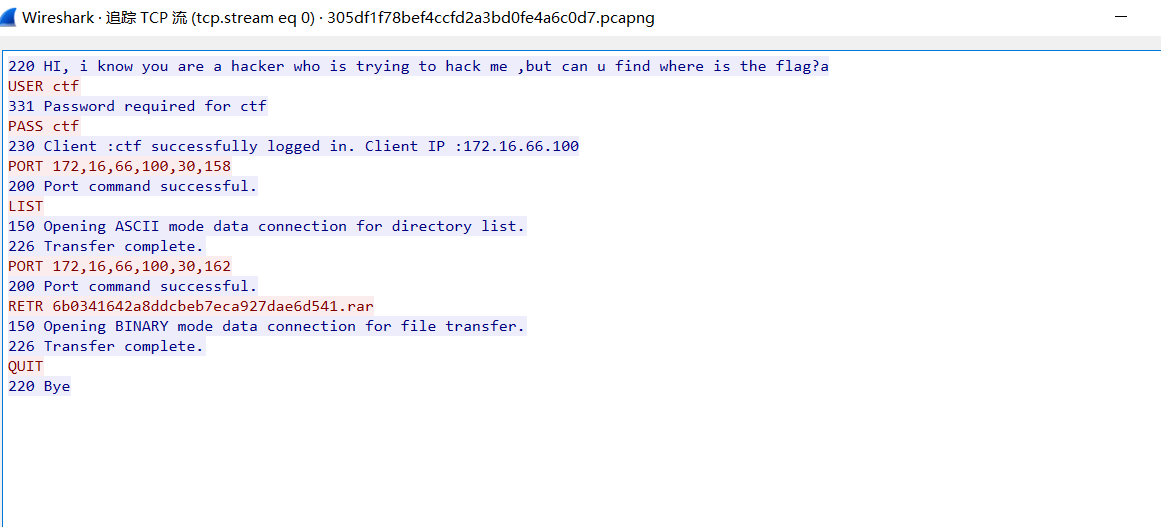 Wireshark · 追踪 TCP 流 (tcp.stream eq 0) · 305df1f78bef4ccfd2a3bd0fe4a6c0d7.pcapng
220 HI, i know you are a hacker who is trying to hack me ,but can u find where is the flag?a
USER ctf
331 Password required for ctf
PASS ctf
230 Client :ctf successfully logged in. Client IP :172.16.66.100
PORT 172,16,66,100,30,158
200 Port command successful.
LIST
150 Opening ASCII mode data connection for directory list.
226 Transfer complete.
PORT 172,16,66,100,30,162
200 Port command successful.
RETR 6b0341642a8ddcbeb7eca927dae6d541.rar
150 Opening BINARY mode data connection for file transfer.
226 Transfer complete.
QUIT
220 Bye